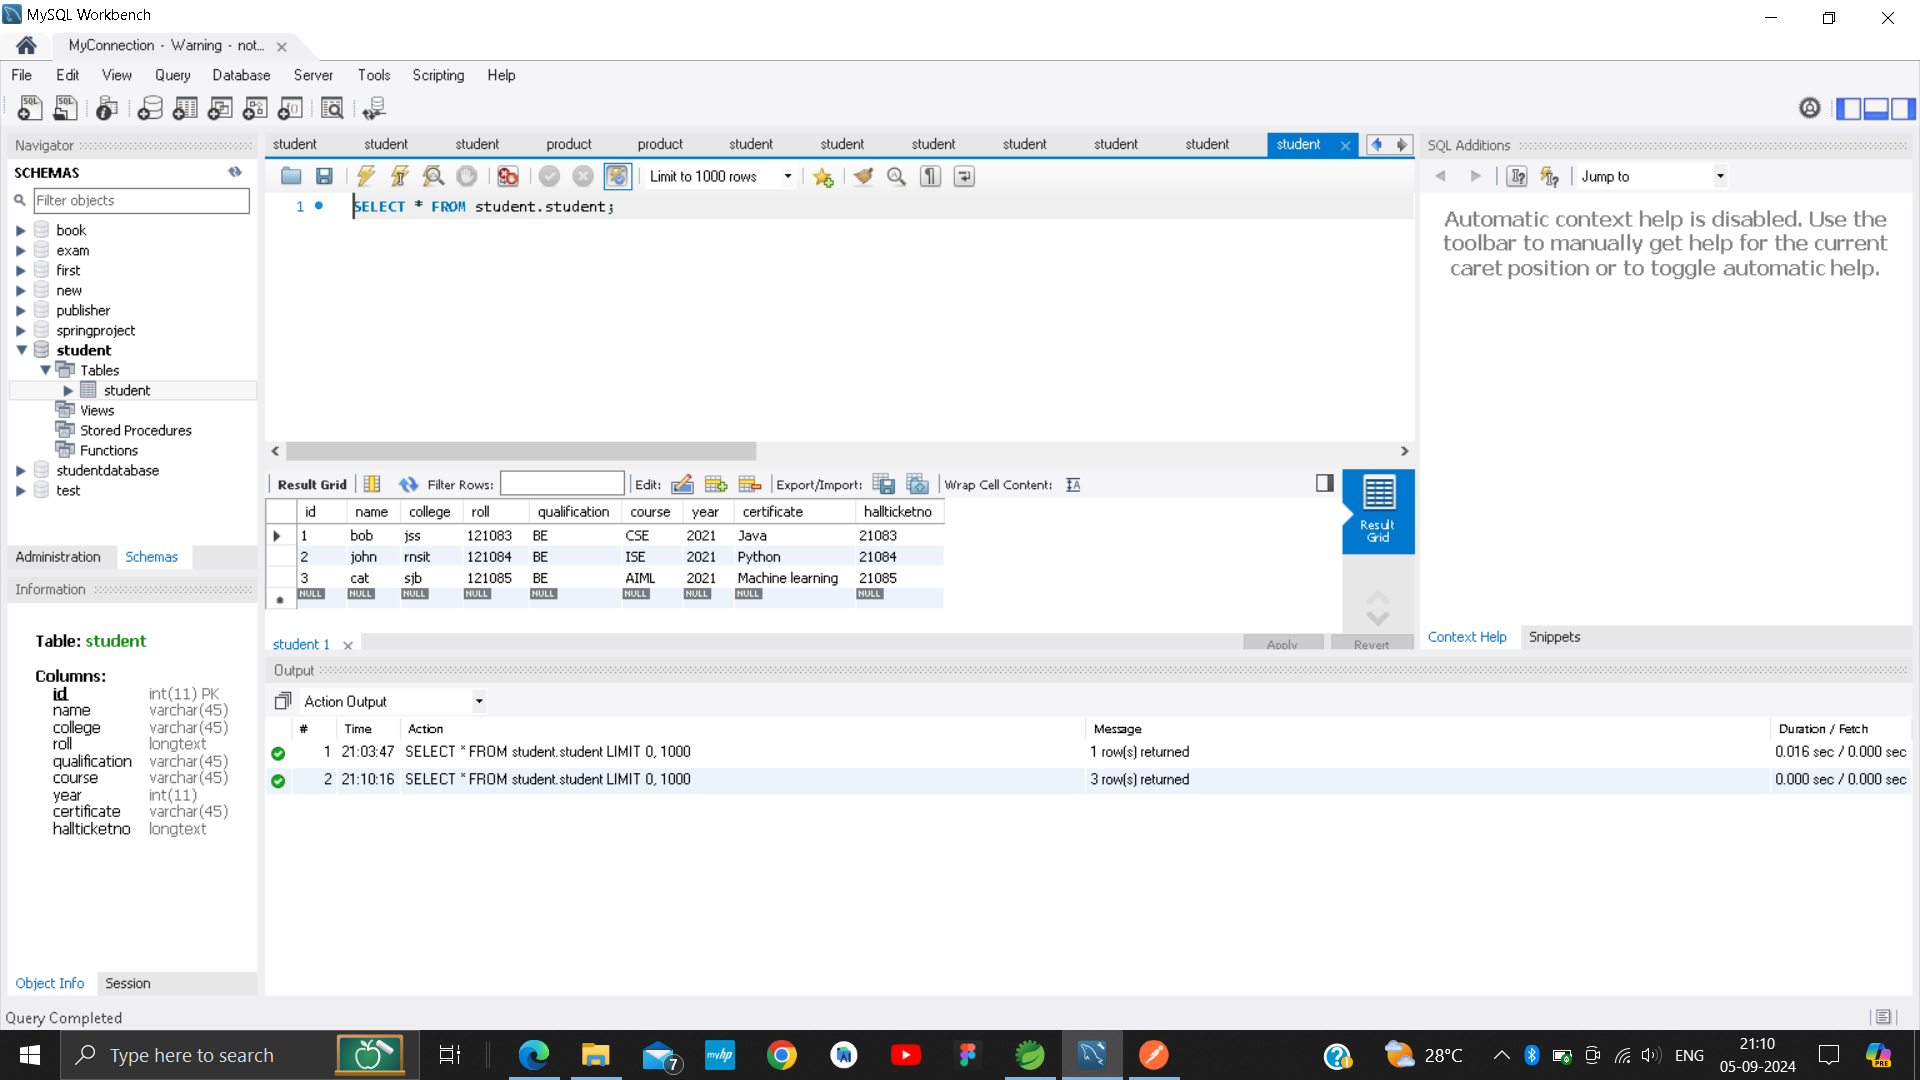 MySQL Workbench
MyConnection - Warning - not...
File Edit View Query Database Server Tools Scripting Help
Navigator
SCHEMAS
Filter objects
book
exam
first
new
publisher
springproject
student
Tables
student
Views
Stored Procedures
Functions
studentdatabase
test
Administration Schemas
Information
Table: student
Columns:
id int(11) PK
name varchar(45)
college varchar(45)
roll longtext
qualification varchar(45)
course varchar(45)
year int(11)
certificate varchar(45)
hallticketno longtext
Object Info Session
student student student product product student student student student student student student
Limit to 1000 rows
1 SELECT * FROM student.student;
Result Grid Filter Rows: Edit: Export/Import: Wrap Cell Content:
id name college roll qualification course year certificate hallticketno
1 bob jss 121083 BE CSE 2021 Java 21083
2 john rnsit 121084 BE ISE 2021 Python 21084
3 cat sjb 121085 BE AIML 2021 Machine learning 21085
NULL NULL NULL NULL NULL NULL NULL NULL NULL
Result
Grid
student 1 Apply Revert
SQL Additions
Jump to
Automatic context help is disabled. Use the
toolbar to manually get help for the current
caret position or to toggle automatic help.
Context Help Snippets
Output
Action Output
# Time Action Message Duration / Fetch
1 21:03:47 SELECT * FROM student.student LIMIT 0, 1000 1 row(s) returned 0.016 sec / 0.000 sec
2 21:10:16 SELECT * FROM student.student LIMIT 0, 1000 3 row(s) returned 0.000 sec / 0.000 sec
Query Completed
Type here to search
7
myhp
28°C
ENG
21:10
05-09-2024
PRE